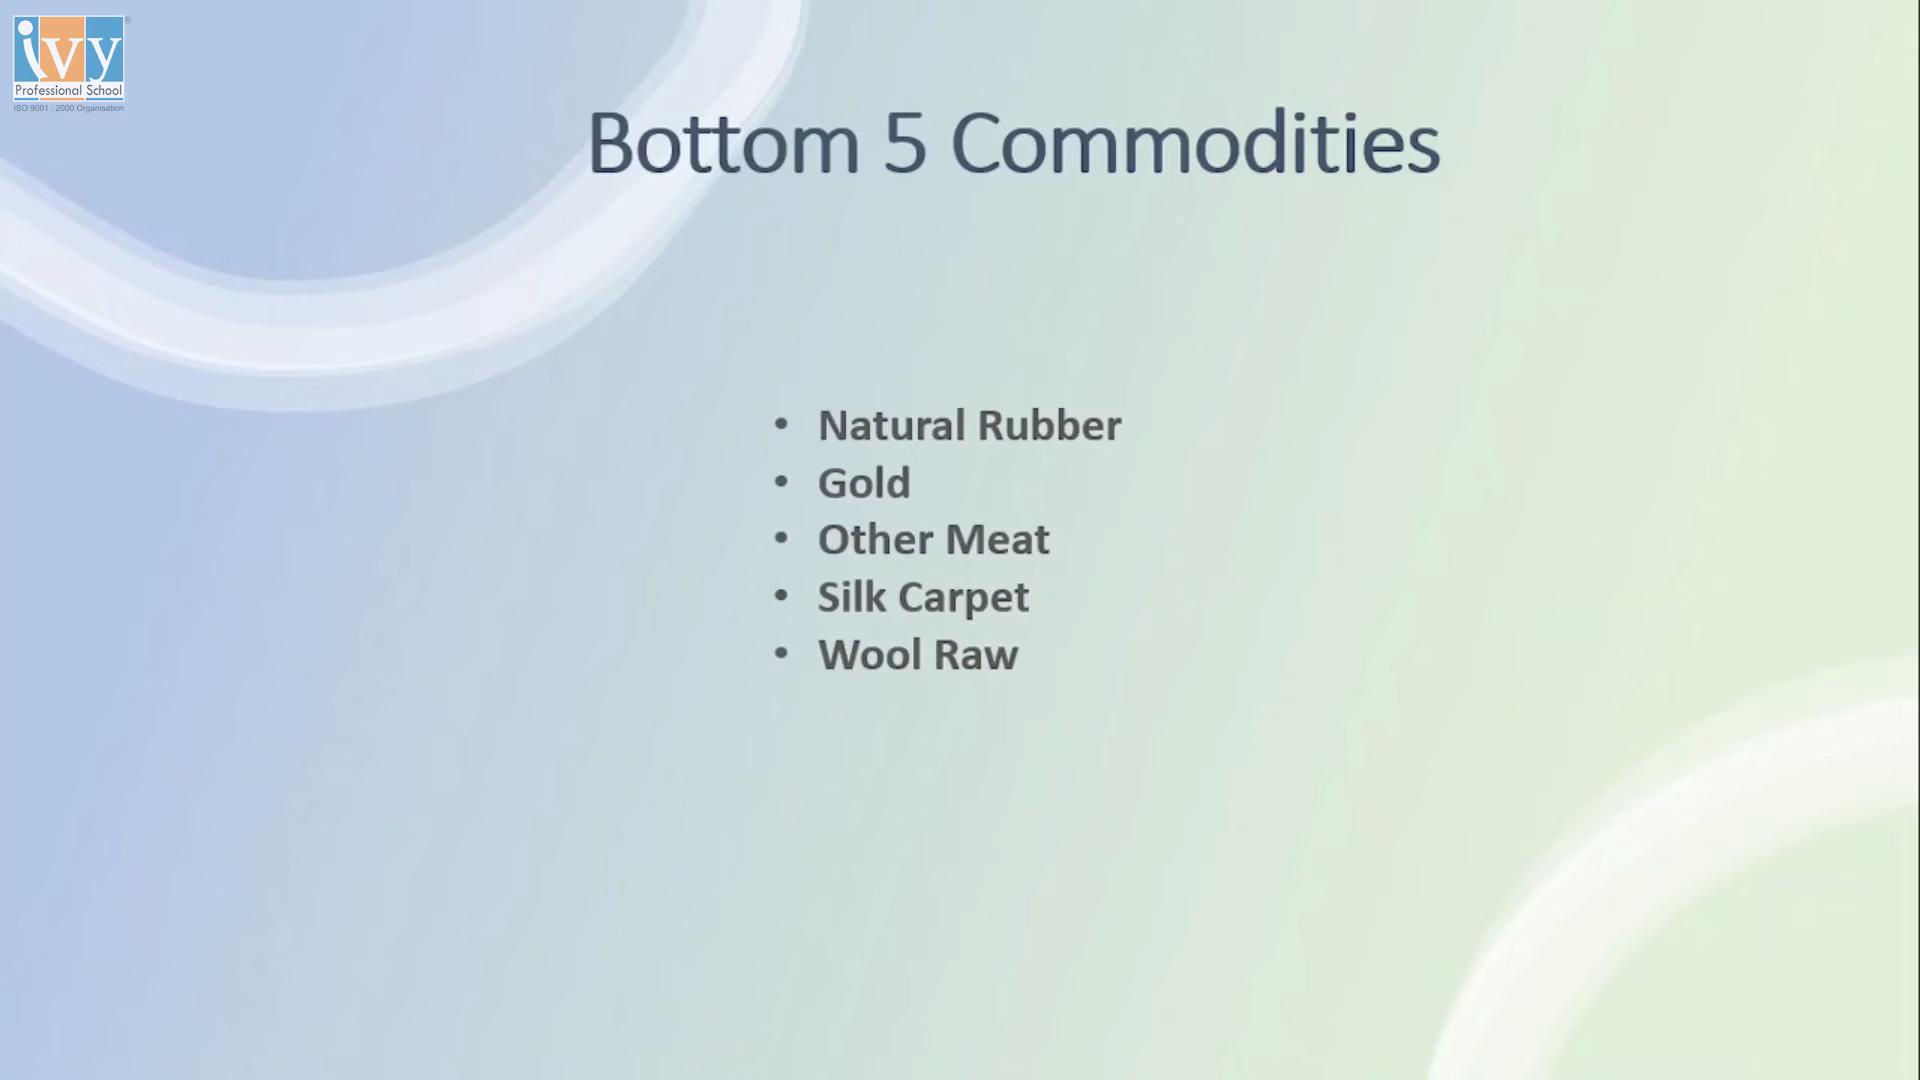 ivy
®
Professional School
ISO 9001 : 2000 Organisation
Bottom 5 Commodities
• Natural Rubber
• Gold
• Other Meat
• Silk Carpet
• Wool Raw